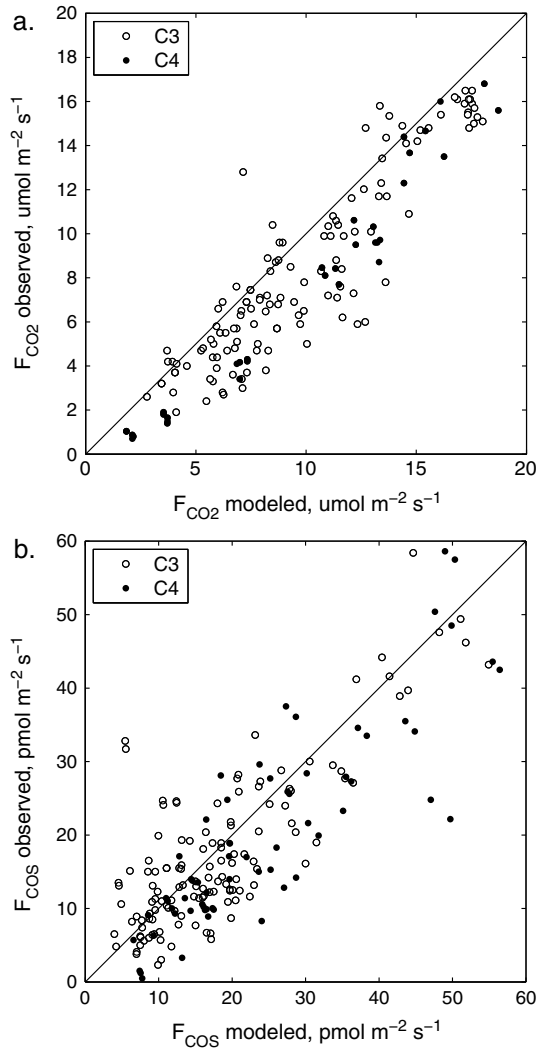 a.
C3
C4
20
18
16
14
12
10
8
6
4
2
0
0 5 10 15 20
F_CO2 observed, umol m⁻² s⁻¹
F_CO2 modeled, umol m⁻² s⁻¹
b.
C3
C4
60
50
40
30
20
10
0
0 10 20 30 40 50 60
F_COS observed, pmol m⁻² s⁻¹
F_COS modeled, pmol m⁻² s⁻¹